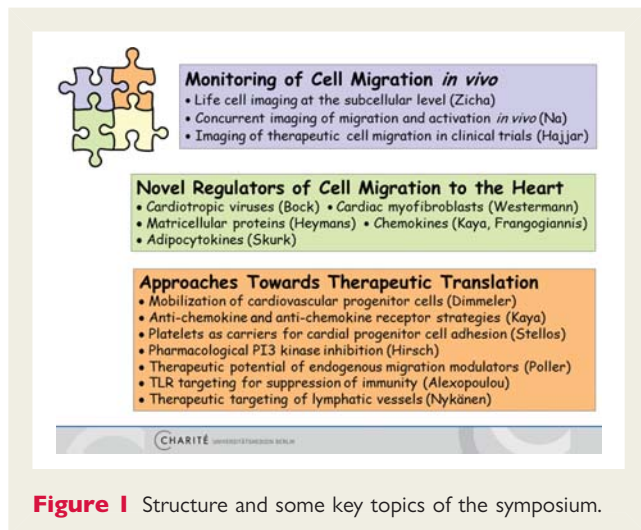 Monitoring of Cell Migration in vivo
• Life cell imaging at the subcellular level (Zicha)
• Concurrent imaging of migration and activation in vivo (Na)
• Imaging of therapeutic cell migration in clinical trials (Hajjar)
Novel Regulators of Cell Migration to the Heart
• Cardiotropic viruses (Bock) • Cardiac myofibroblasts (Westermann)
• Matricellular proteins (Heymans) • Chemokines (Kaya, Frangogiannis)
• Adipocytokines (Skurk)
Approaches Towards Therapeutic Translation
• Mobilization of cardiovascular progenitor cells (Dimmeler)
• Anti-chemokine and anti-chemokine receptor strategies (Kaya)
• Platelets as carriers for cardial progenitor cell adhesion (Stellos)
• Pharmacological PI3 kinase inhibition (Hirsch)
• Therapeutic potential of endogenous migration modulators (Poller)
• TLR targeting for suppression of immunity (Alexopoulou)
• Therapeutic targeting of lymphatic vessels (Nykänen)
CHARITÉ UNIVERSITÄTSMEDIZIN BERLIN
Figure 1 Structure and some key topics of the symposium.